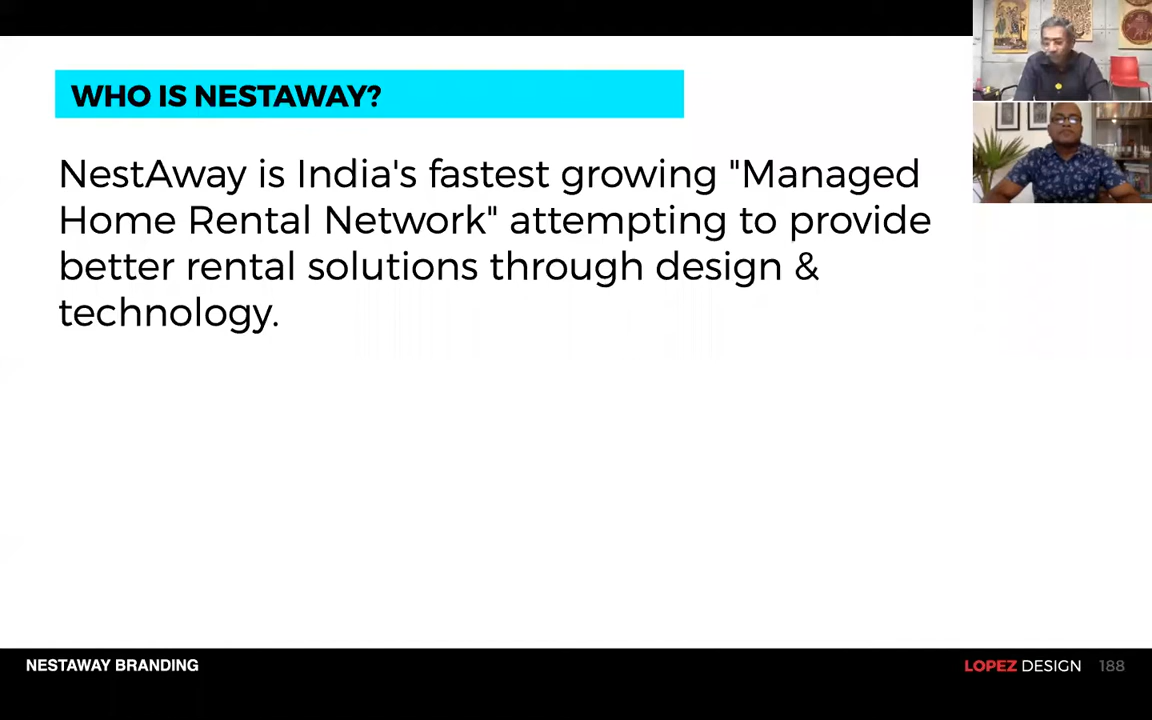 WHO IS NESTAWAY?
NestAway is India's fastest growing "Managed
Home Rental Network" attempting to provide
better rental solutions through design &
technology.
NESTAWAY BRANDING
LOPEZ DESIGN 188